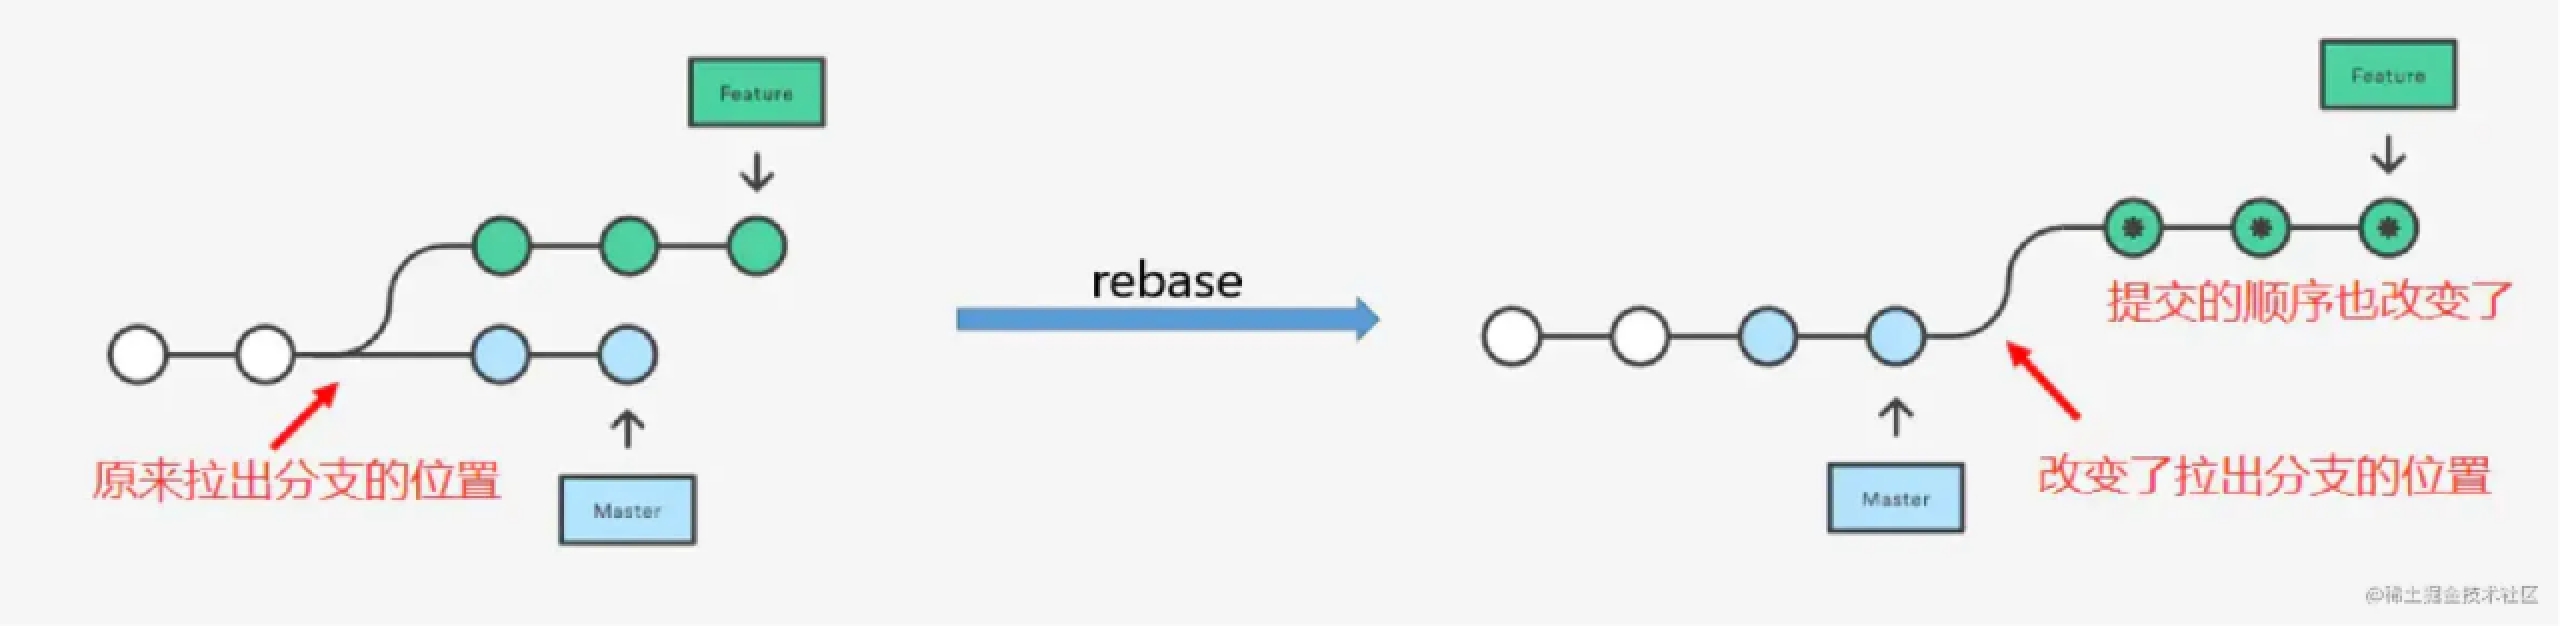 Feature
原来拉出分支的位置
Master
rebase
Feature
提交的顺序也改变了
改变了拉出分支的位置
Master
@稀土掘金技术社区